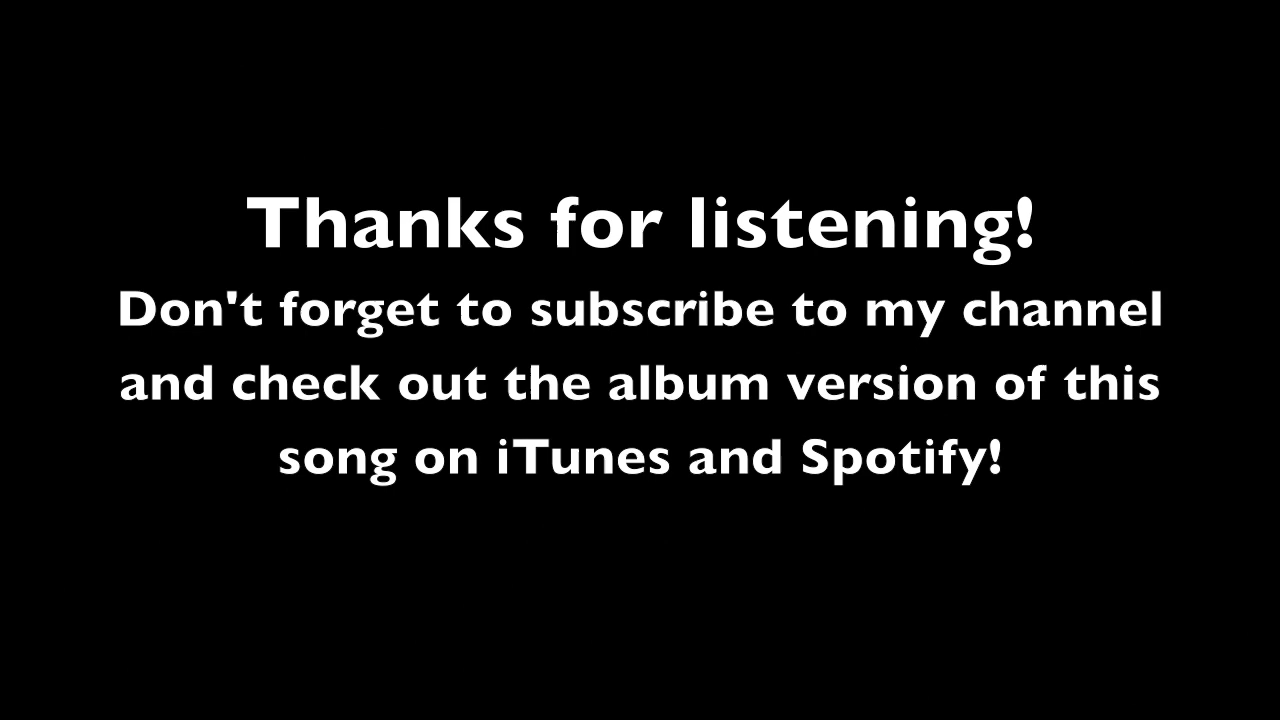 Thanks for listening!
Don't forget to subscribe to my channel
and check out the album version of this
song on iTunes and Spotify!